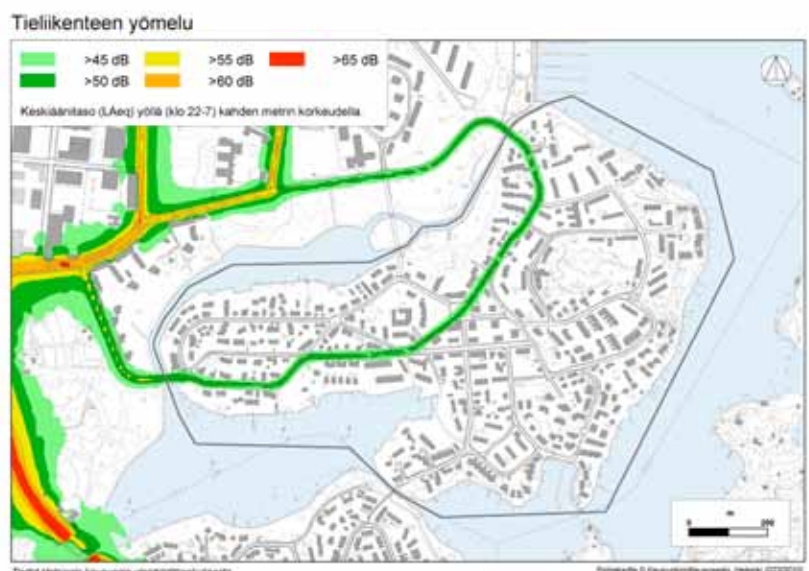 Tieliikenteen yömelu
>45 dB >55 dB >65 dB
>50 dB >60 dB
Keskiäänitaso (LAeq) yöllä (klo 22-7) kahden metrin korkeudella
m
0 200
Helsinki